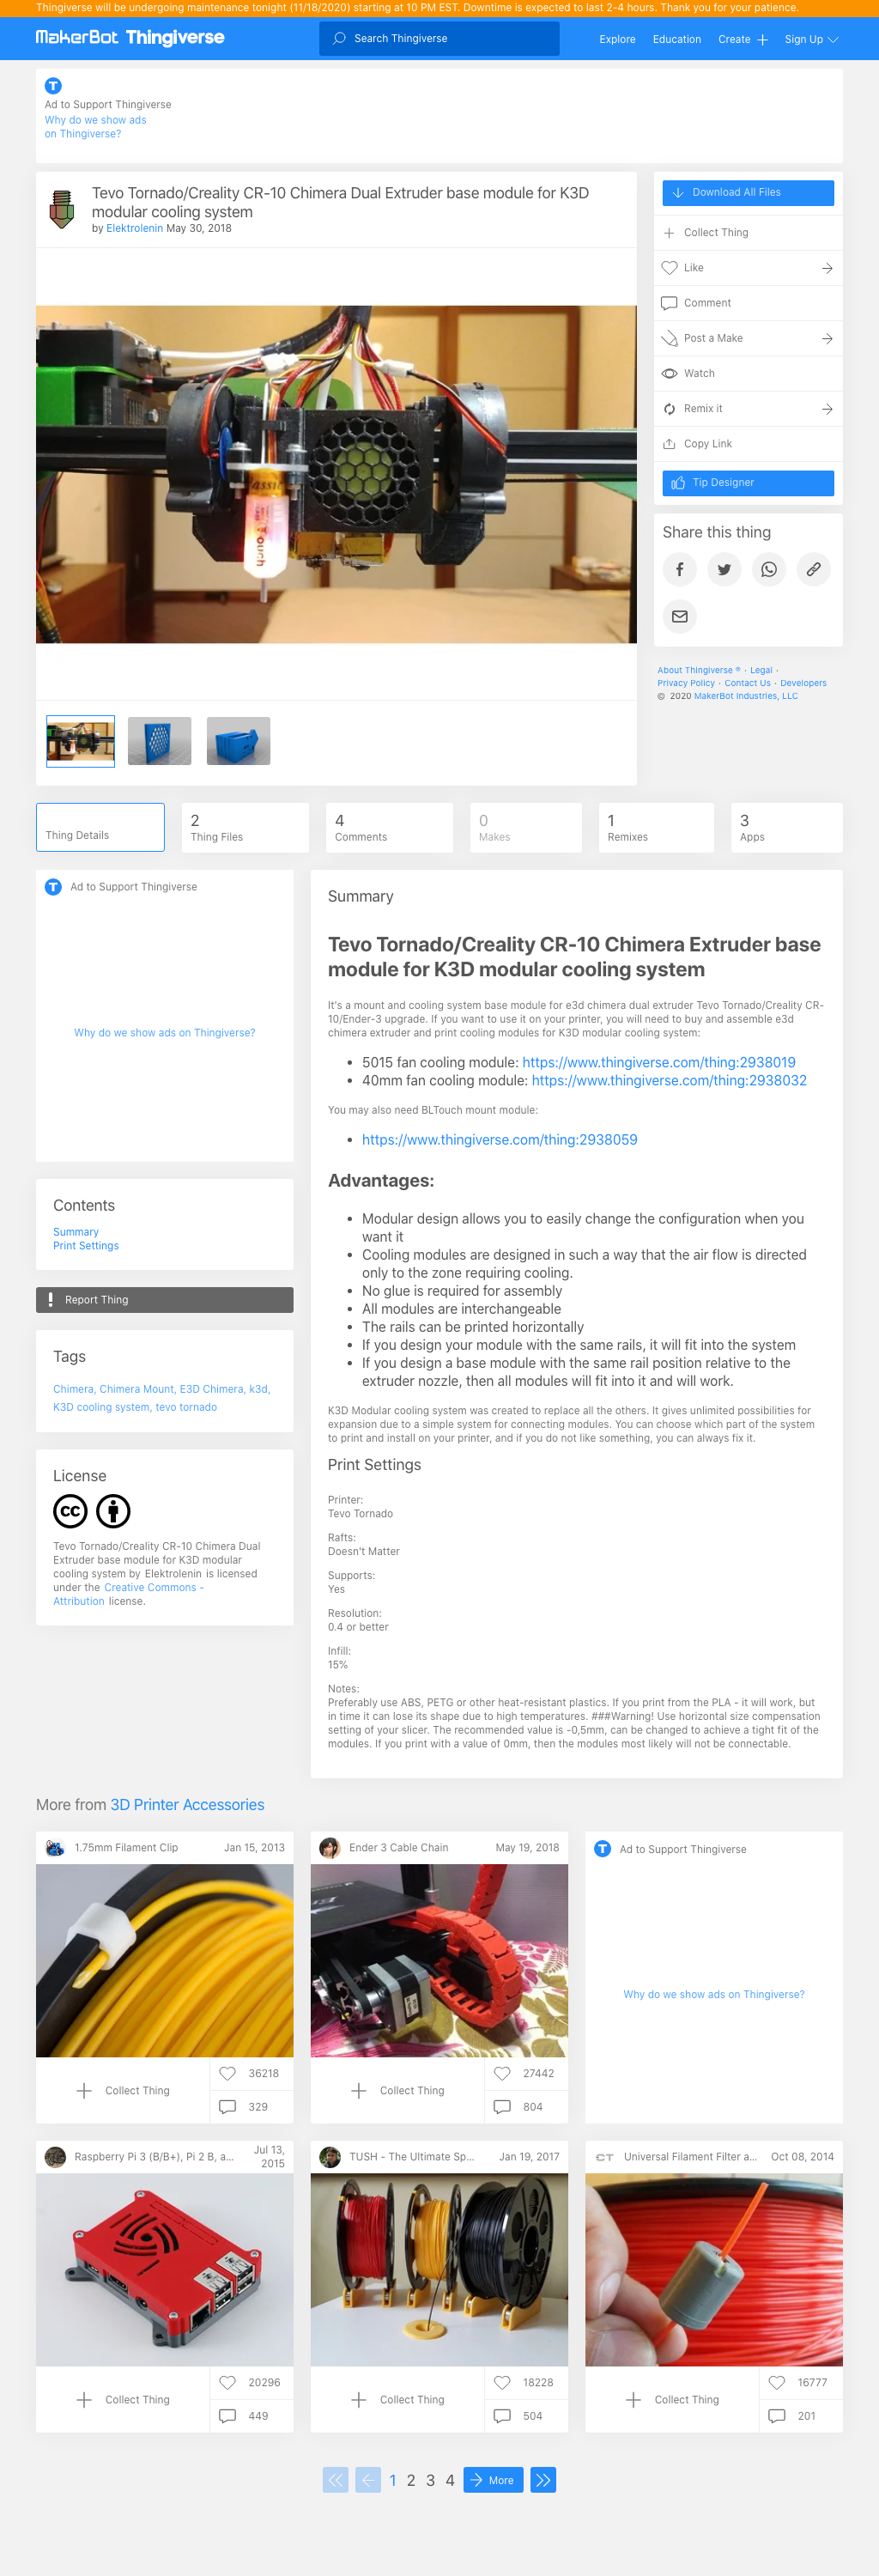 Thingiverse will be undergoing maintenance tonight (11/18/2020) starting at 10 PM EST. Downtime is expected to last 2-4 hours. Thank you for your patience.
MakerBot Thingiverse
Search Thingiverse
Explore
Education
Create
Sign Up
Ad to Support Thingiverse
Why do we show ads
on Thingiverse?
Tevo Tornado/Creality CR-10 Chimera Dual Extruder base module for K3D
modular cooling system
by Elektrolenin May 30, 2018
Touch
Download All Files
Collect Thing
Like
Comment
Post a Make
Watch
Remix it
Copy Link
Tip Designer
Share this thing
About Thingiverse ® · Legal ·
Privacy Policy · Contact Us · Developers
© 2020 MakerBot Industries, LLC
Thing Details
2
Thing Files
4
Comments
0
Makes
1
Remixes
3
Apps
Ad to Support Thingiverse
Why do we show ads on Thingiverse?
Contents
Summary
Print Settings
Report Thing
Tags
Chimera, Chimera Mount, E3D Chimera, k3d,
K3D cooling system, tevo tornado
License
cc
Tevo Tornado/Creality CR-10 Chimera Dual
Extruder base module for K3D modular
cooling system by Elektrolenin is licensed
under the Creative Commons -
Attribution license.
Summary
Tevo Tornado/Creality CR-10 Chimera Extruder base
module for K3D modular cooling system
It's a mount and cooling system base module for e3d chimera dual extruder Tevo Tornado/Creality CR-
10/Ender-3 upgrade. If you want to use it on your printer, you will need to buy and assemble e3d
chimera extruder and print cooling modules for K3D modular cooling system:
• 5015 fan cooling module: https://www.thingiverse.com/thing:2938019
• 40mm fan cooling module: https://www.thingiverse.com/thing:2938032
You may also need BLTouch mount module:
• https://www.thingiverse.com/thing:2938059
Advantages:
• Modular design allows you to easily change the configuration when you
want it
• Cooling modules are designed in such a way that the air flow is directed
only to the zone requiring cooling.
• No glue is required for assembly
• All modules are interchangeable
• The rails can be printed horizontally
• If you design your module with the same rails, it will fit into the system
• If you design a base module with the same rail position relative to the
extruder nozzle, then all modules will fit into it and will work.
K3D Modular cooling system was created to replace all the others. It gives unlimited possibilities for
expansion due to a simple system for connecting modules. You can choose which part of the system
to print and install on your printer, and if you do not like something, you can always fix it.
Print Settings
Printer:
Tevo Tornado
Rafts:
Doesn't Matter
Supports:
Yes
Resolution:
0.4 or better
Infill:
15%
Notes:
Preferably use ABS, PETG or other heat-resistant plastics. If you print from the PLA - it will work, but
in time it can lose its shape due to high temperatures. ###Warning! Use horizontal size compensation
setting of your slicer. The recommended value is -0,5mm, can be changed to achieve a tight fit of the
modules. If you print with a value of 0mm, then the modules most likely will not be connectable.
More from 3D Printer Accessories
1.75mm Filament Clip
Jan 15, 2013
Collect Thing
36218
329
Ender 3 Cable Chain
May 19, 2018
Collect Thing
27442
804
Ad to Support Thingiverse
Why do we show ads on Thingiverse?
Raspberry Pi 3 (B/B+), Pi 2 B, a...
Jul 13,
2015
Collect Thing
20296
449
TUSH - The Ultimate Sp...
Jan 19, 2017
Collect Thing
18228
504
CT
Universal Filament Filter a...
Oct 08, 2014
Collect Thing
16777
201
1 2 3 4
More